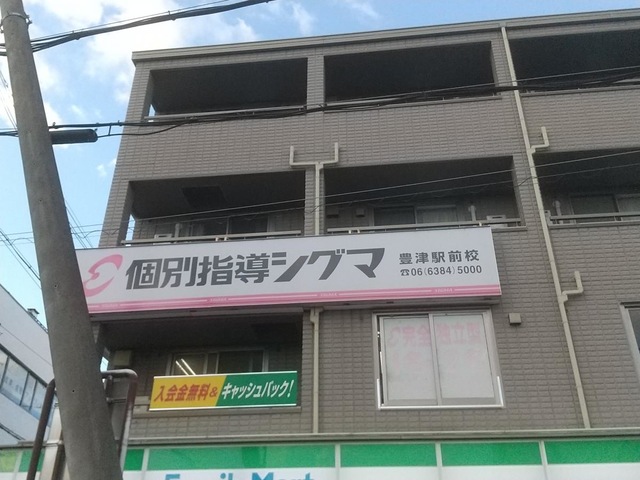 個別指導シグマ
豊津駅前校
☎06(6384)5000
入会金無料&キャッシュバック!
FamilyMart